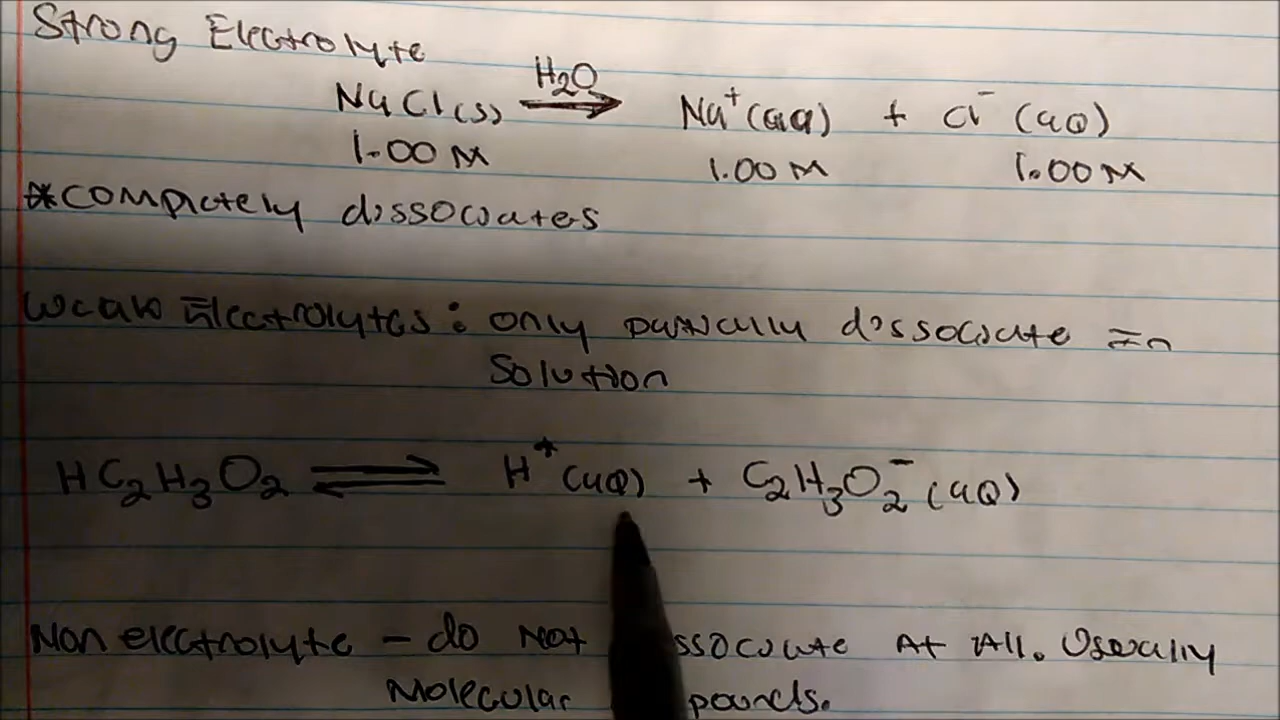 Strong Electrolyte
H2O
NaCl(s) → Na+(aq) + Cl-(aq)
1.00 M 1.00 M 1.00 M
*completely dissociates
Weak Electrolytes: only partially dissociate In
Solution
HC2H3O2 ⇌ H+(aq) + C2H3O2-(aq)
Non electrolyte - do Not ssociate At All. Usually
Molecular pounds.